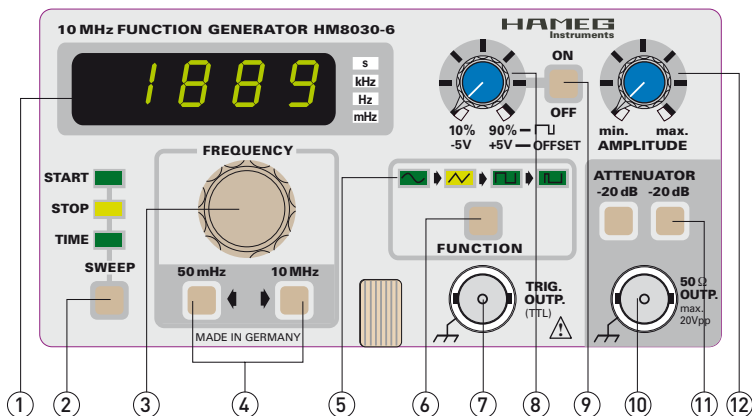 10 MHz FUNCTION GENERATOR HM8030-6
HAMEG
Instruments
1889
s
kHz
Hz
mHz
ON
OFF
10% 90%
-5V +5V OFFSET
min. max.
AMPLITUDE
FREQUENCY
START
STOP
TIME
SWEEP
50 mHz 10 MHz
MADE IN GERMANY
FUNCTION
ATTENUATOR
-20 dB -20 dB
TRIG.
OUTP.
(TTL)
50 Ω
OUTP.
max.
20Vpp
1 2 3 4 5 6 7 8 9 10 11 12